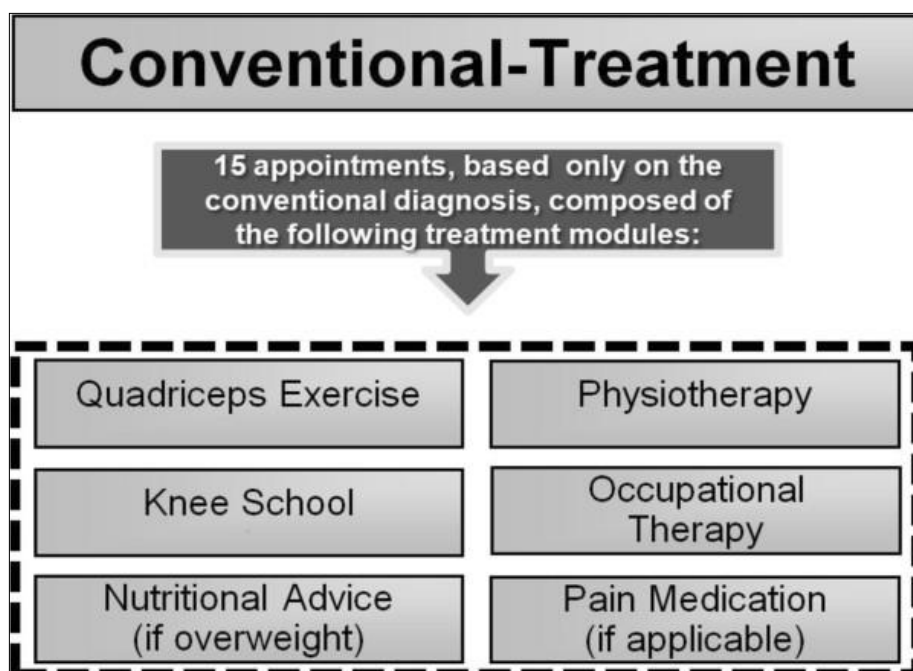 Conventional-Treatment
15 appointments, based only on the
conventional diagnosis, composed of
the following treatment modules:
Quadriceps Exercise
Physiotherapy
Knee School
Occupational
Therapy
Nutritional Advice
(if overweight)
Pain Medication
(if applicable)